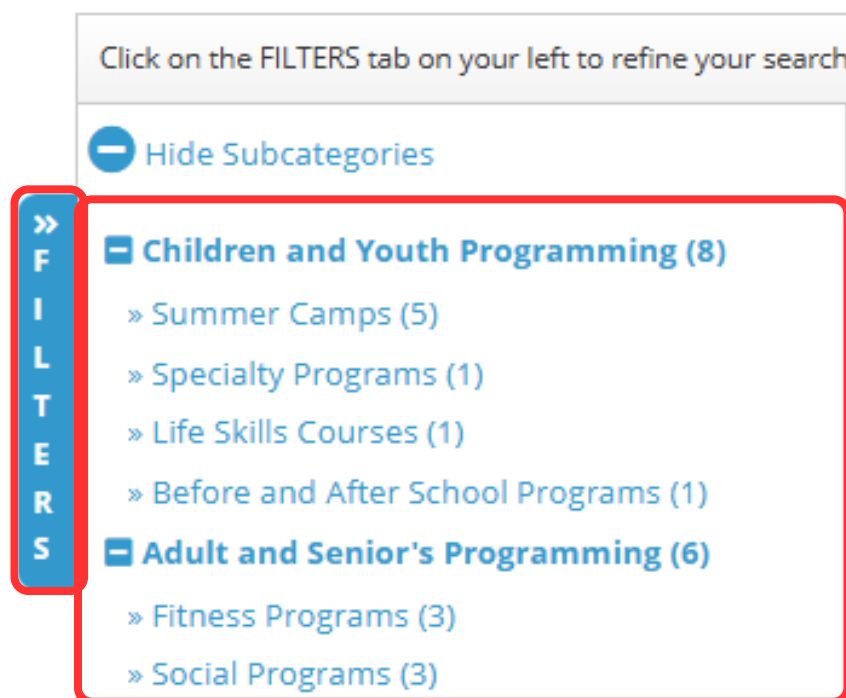 Click on the FILTERS tab on your left to refine your search
Hide Subcategories
» FILTERS
Children and Youth Programming (8)
» Summer Camps (5)
» Specialty Programs (1)
» Life Skills Courses (1)
» Before and After School Programs (1)
Adult and Senior's Programming (6)
» Fitness Programs (3)
» Social Programs (3)